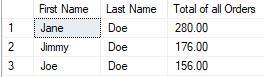 First Name Last Name Total of all Orders
1 Jane Doe 280.00
2 Jimmy Doe 176.00
3 Joe Doe 156.00